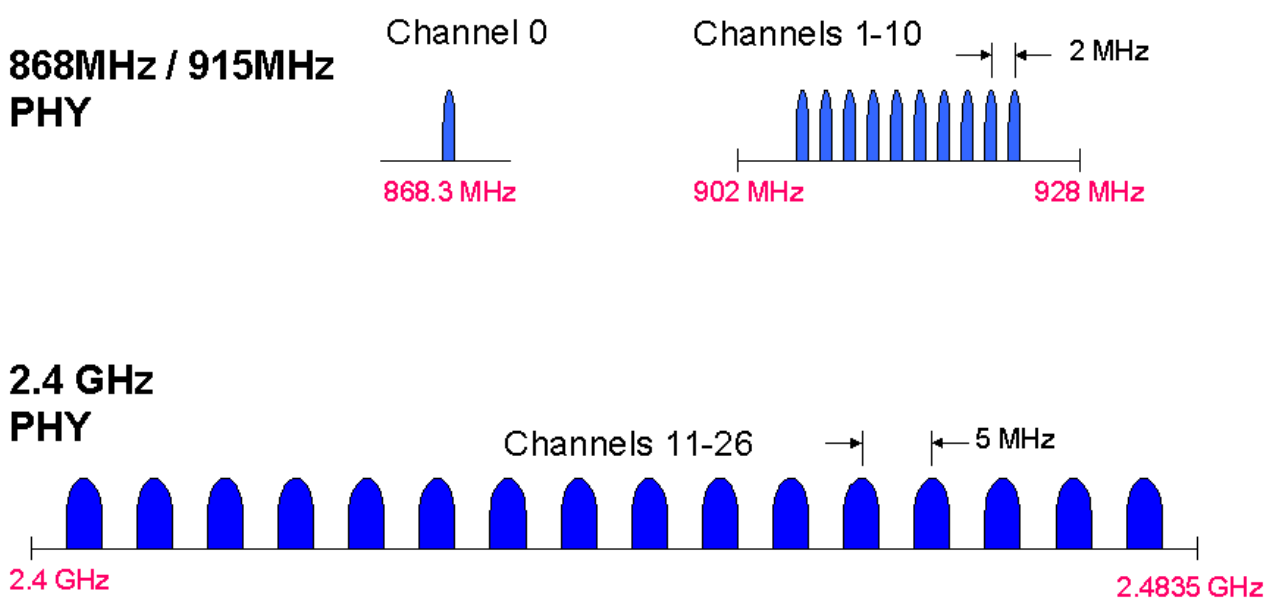 868MHz / 915MHz
PHY
Channel 0
868.3 MHz
Channels 1-10
2 MHz
902 MHz
928 MHz
2.4 GHz
PHY
Channels 11-26
5 MHz
2.4 GHz
2.4835 GHz